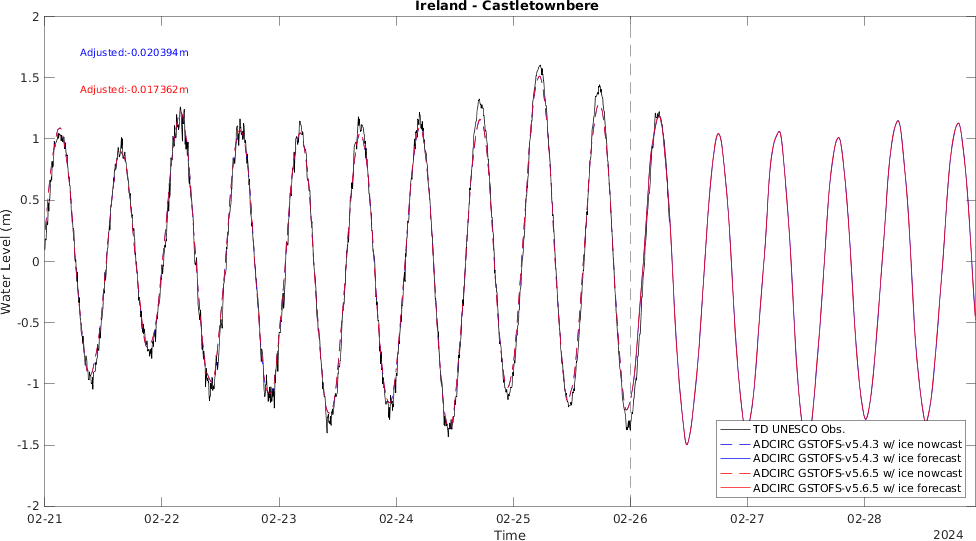 Ireland - Castletownbere
2
1.5
1
0.5
0
-0.5
-1
-1.5
-2
Water Level (m)
Adjusted:-0.020394m
Adjusted:-0.017362m
TD UNESCO Obs.
ADCIRC GSTOFS-v5.4.3 w/ ice nowcast
ADCIRC GSTOFS-v5.4.3 w/ ice forecast
ADCIRC GSTOFS-v5.6.5 w/ ice nowcast
ADCIRC GSTOFS-v5.6.5 w/ ice forecast
02-21 02-22 02-23 02-24 02-25 02-26 02-27 02-28
Time
2024